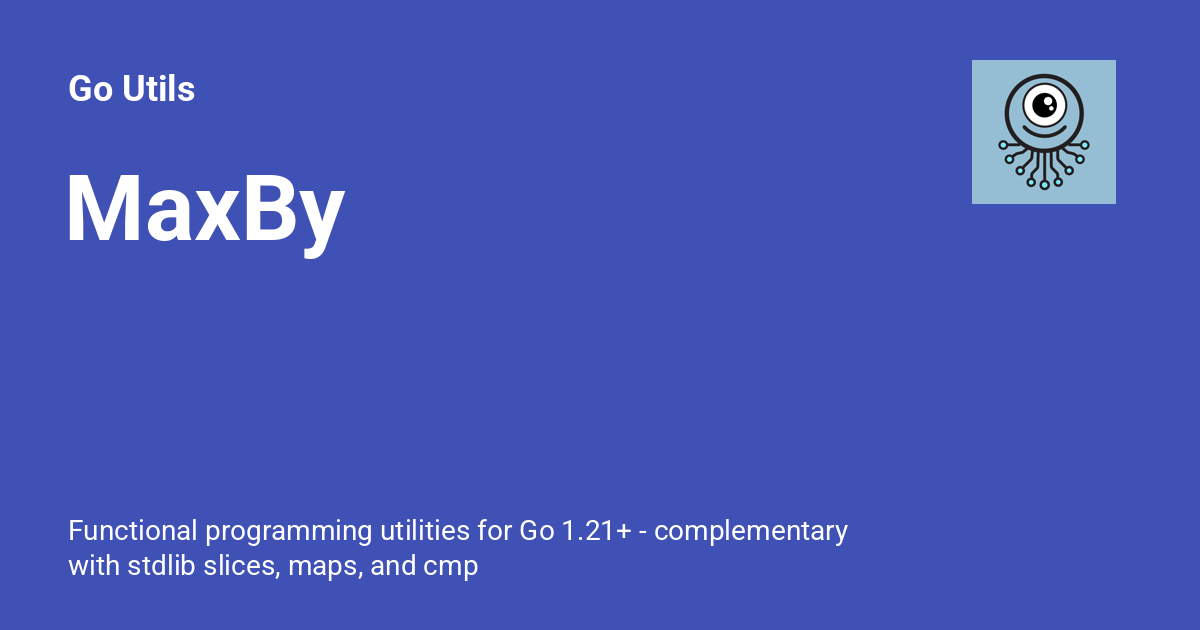 Go Utils
MaxBy
Functional programming utilities for Go 1.21+ - complementary
with stdlib slices, maps, and cmp